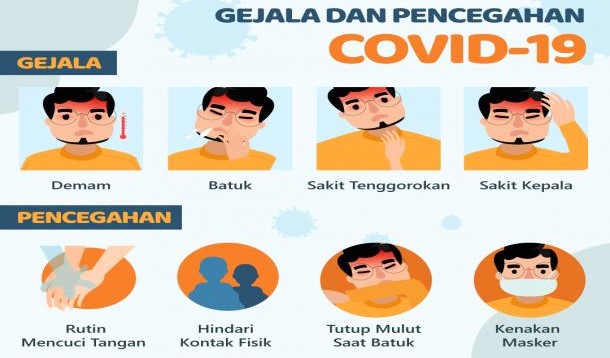 GEJALA DAN PENCEGAHAN
COVID-19
GEJALA
Demam
Batuk
Sakit Tenggorokan
Sakit Kepala
PENCEGAHAN
Rutin
Mencuci Tangan
Hindari
Kontak Fisik
Tutup Mulut
Saat Batuk
Kenakan
Masker